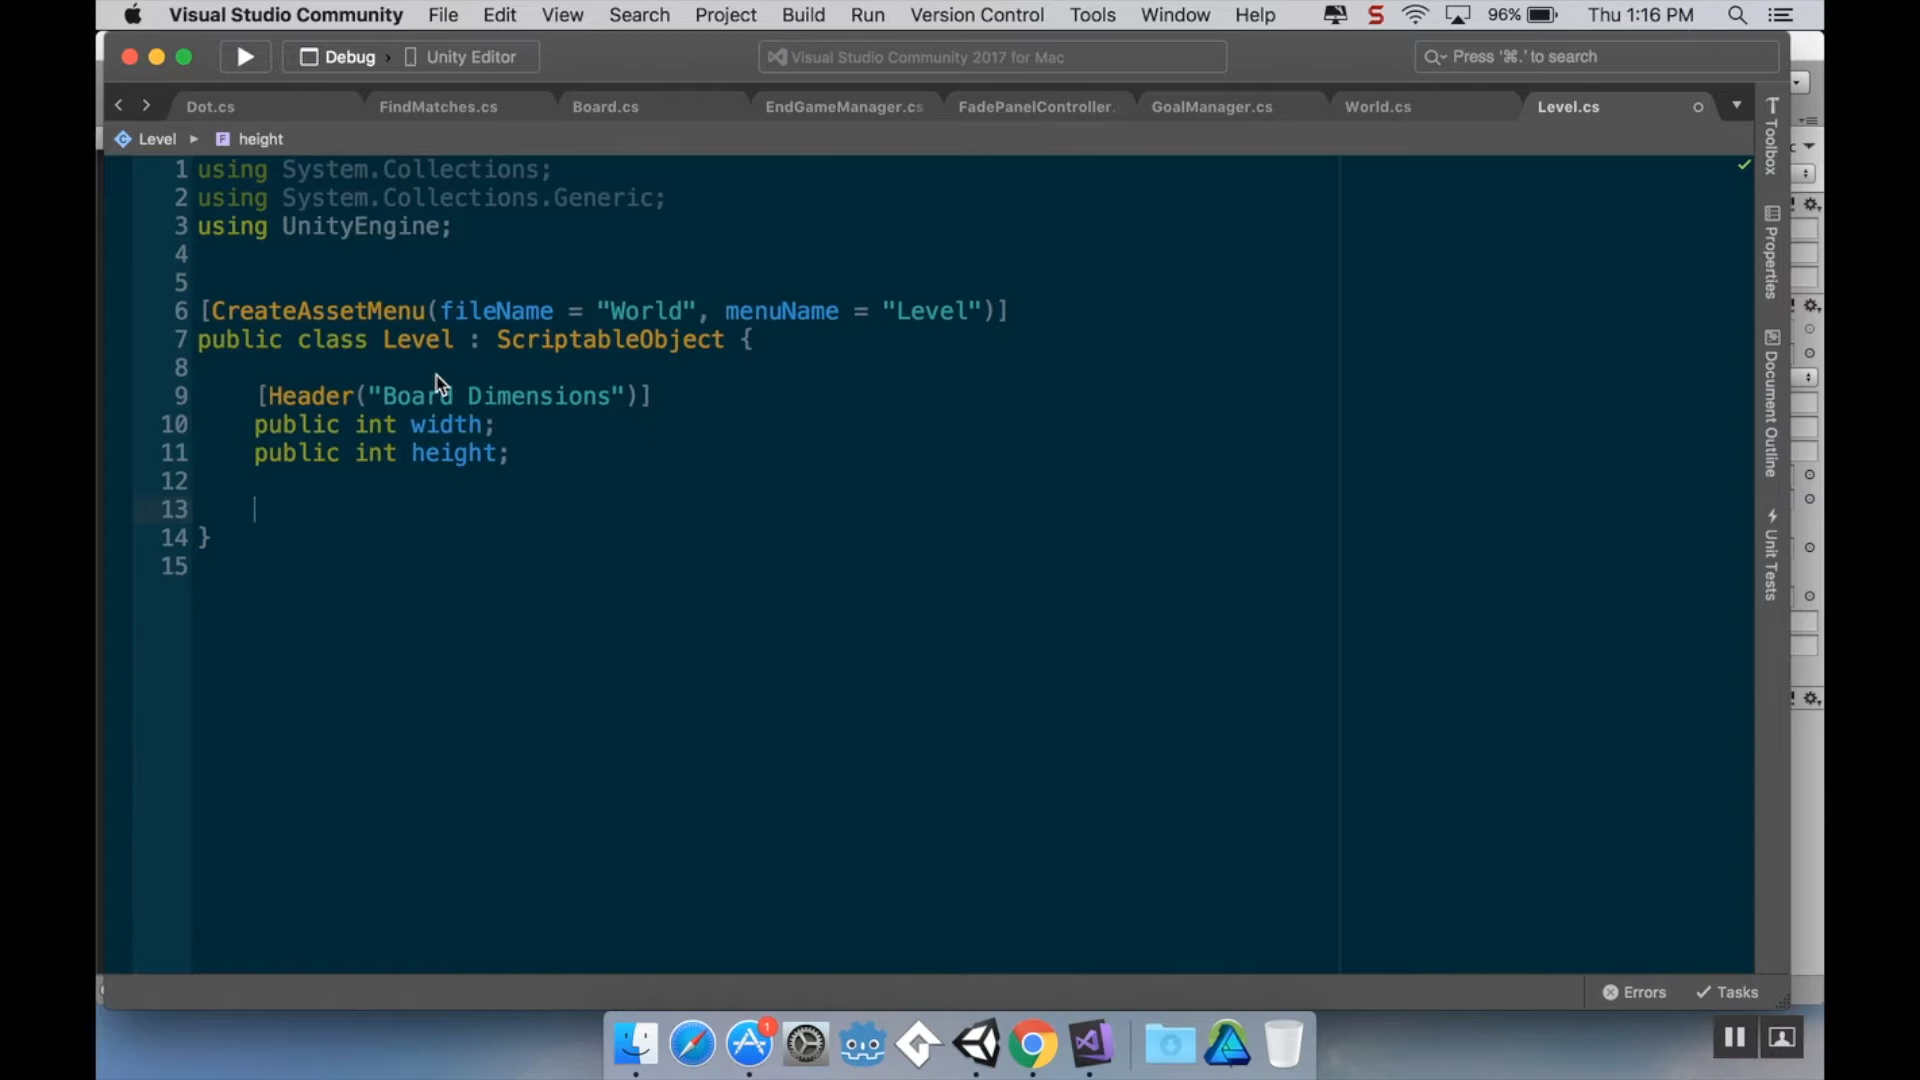 Visual Studio Community File Edit View Search Project Build Run Version Control Tools Window Help S 96% Thu 1:16 PM
Debug › Unity Editor Visual Studio Community 2017 for Mac Press '⌘.' to search
Dot.cs FindMatches.cs Board.cs EndGameManager.cs FadePanelController. GoalManager.cs World.cs Level.cs
Level ▸ F height
1 using System.Collections;
2 using System.Collections.Generic;
3 using UnityEngine;
4
5
6 [CreateAssetMenu(fileName = "World", menuName = "Level")]
7 public class Level : ScriptableObject {
8
9 [Header("Board Dimensions")]
10 public int width;
11 public int height;
12
13
14 }
15
Toolbox
Properties
Document Outline
Unit Tests
Errors Tasks
1